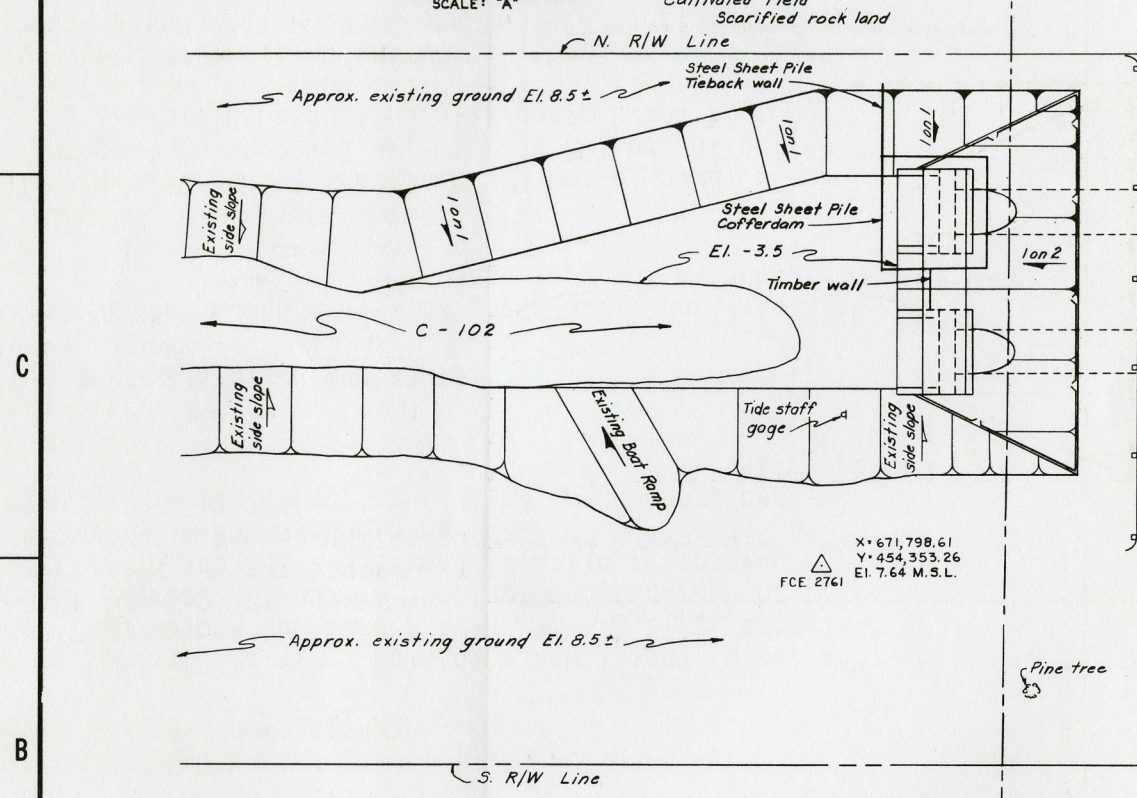 SCALE: "A"
Cultivated Field
Scarified rock land
N. R/W Line
Steel Sheet Pile
Tieback wall
Approx. existing ground El. 8.5±
1 on 1
1 on 1
1 on 1
Existing
side slope
Steel Sheet Pile
Cofferdam
El. -3.5
1 on 2
Timber wall
C - 102
C
Existing
side slope
Existing Boat Ramp
Tide staff
gage
Existing
side slope
X=671,798.61
Y=454,353.26
El. 7.64 M.S.L.
FCE 2761
Approx. existing ground El. 8.5±
Pine tree
B
S. R/W Line